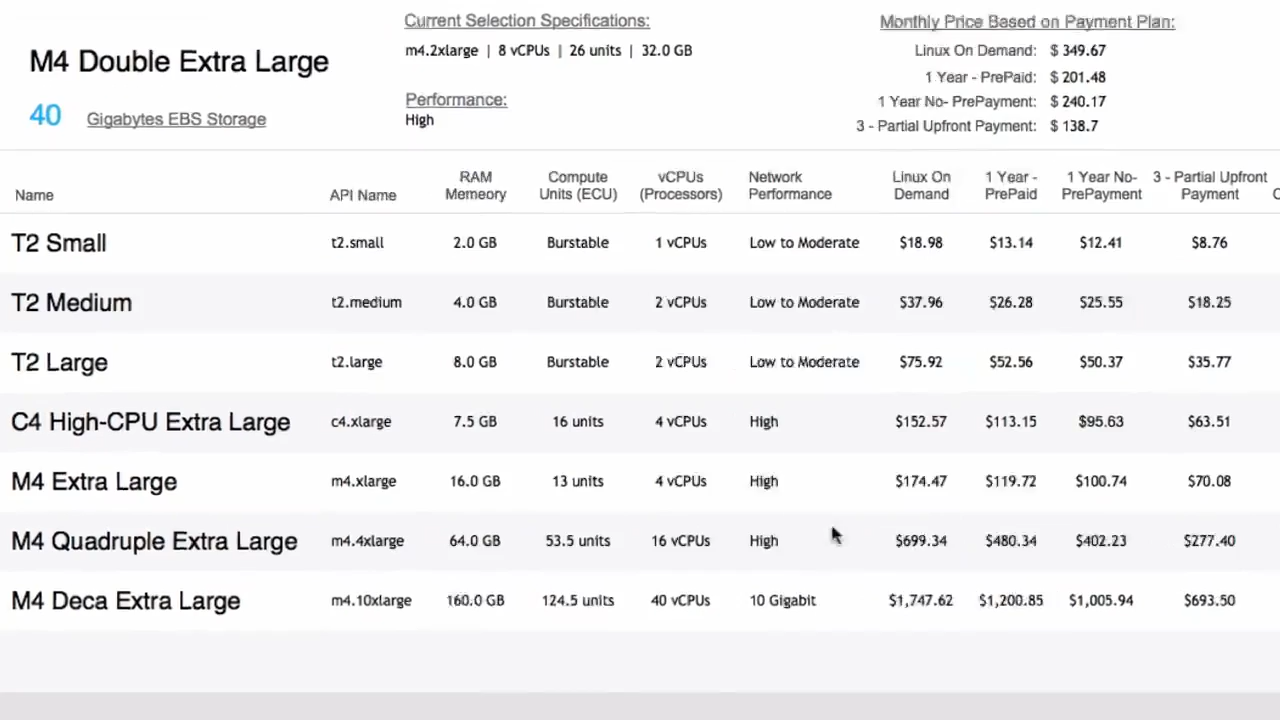 Current Selection Specifications:
Monthly Price Based on Payment Plan:
M4 Double Extra Large
m4.2xlarge | 8 vCPUs | 26 units | 32.0 GB
Linux On Demand: $ 349.67
1 Year - PrePaid: $ 201.48
40 Gigabytes EBS Storage
Performance:
High
1 Year No- PrePayment: $ 240.17
3 - Partial Upfront Payment: $ 138.7
Name
API Name
RAM
Memeory
Compute
Units (ECU)
vCPUs
(Processors)
Network
Performance
Linux On
Demand
1 Year -
PrePaid
1 Year No-
PrePayment
3 - Partial Upfront
Payment
T2 Small t2.small 2.0 GB Burstable 1 vCPUs Low to Moderate $18.98 $13.14 $12.41 $8.76
T2 Medium t2.medium 4.0 GB Burstable 2 vCPUs Low to Moderate $37.96 $26.28 $25.55 $18.25
T2 Large t2.large 8.0 GB Burstable 2 vCPUs Low to Moderate $75.92 $52.56 $50.37 $35.77
C4 High-CPU Extra Large c4.xlarge 7.5 GB 16 units 4 vCPUs High $152.57 $113.15 $95.63 $63.51
M4 Extra Large m4.xlarge 16.0 GB 13 units 4 vCPUs High $174.47 $119.72 $100.74 $70.08
M4 Quadruple Extra Large m4.4xlarge 64.0 GB 53.5 units 16 vCPUs High $699.34 $480.34 $402.23 $277.40
M4 Deca Extra Large m4.10xlarge 160.0 GB 124.5 units 40 vCPUs 10 Gigabit $1,747.62 $1,200.85 $1,005.94 $693.50